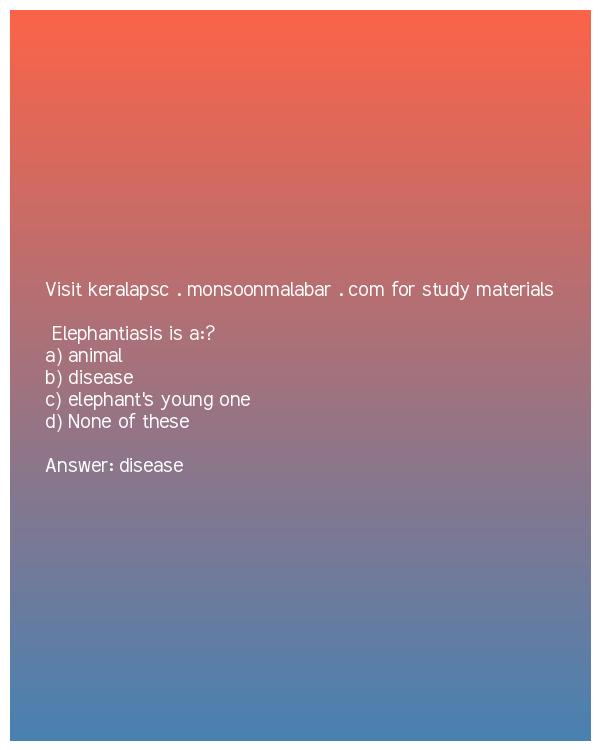 Visit keralapsc . monsoonmalabar . com for study materials
Elephantiasis is a:?
a) animal
b) disease
c) elephant's young one
d) None of these
Answer: disease